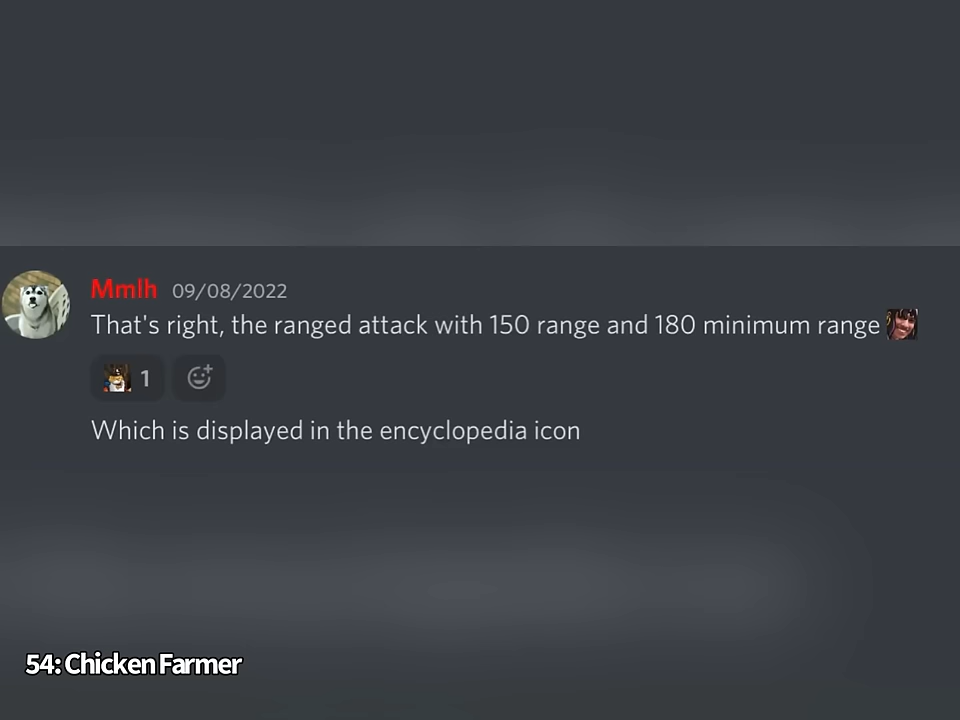 Mmlh 09/08/2022
That's right, the ranged attack with 150 range and 180 minimum range
1
Which is displayed in the encyclopedia icon
54: Chicken Farmer